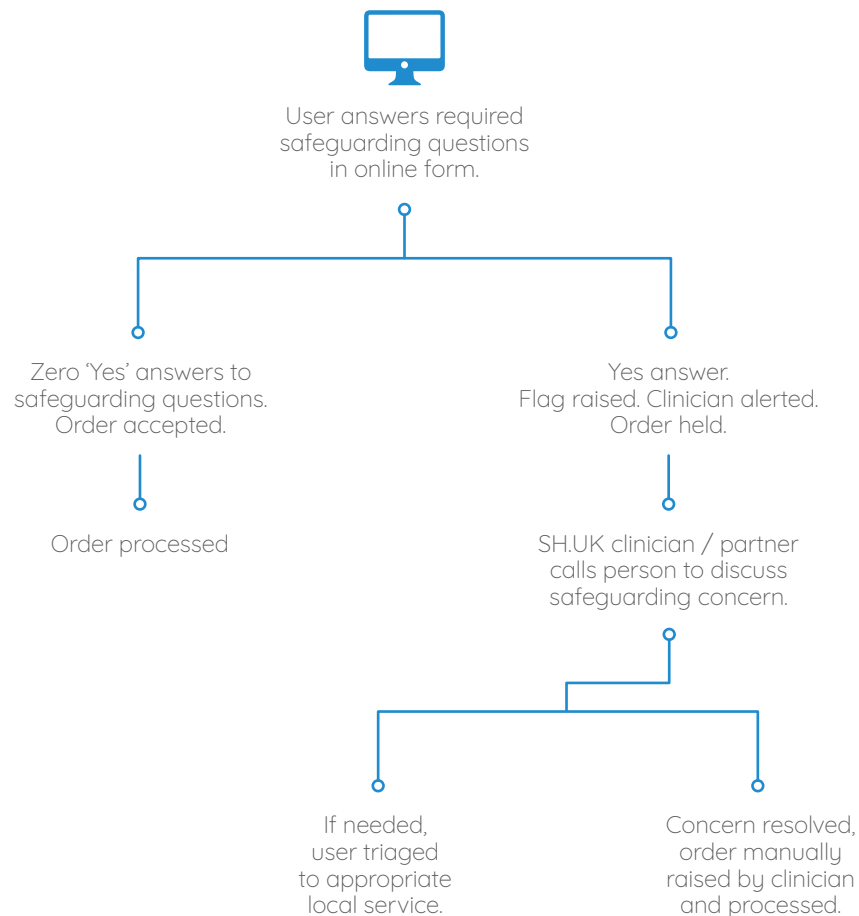 User answers required
safeguarding questions
in online form.
Zero ‘Yes’ answers to
safeguarding questions.
Order accepted.
Yes answer.
Flag raised. Clinician alerted.
Order held.
Order processed
SH.UK clinician / partner
calls person to discuss
safeguarding concern.
If needed,
user triaged
to appropriate
local service.
Concern resolved,
order manually
raised by clinician
and processed.